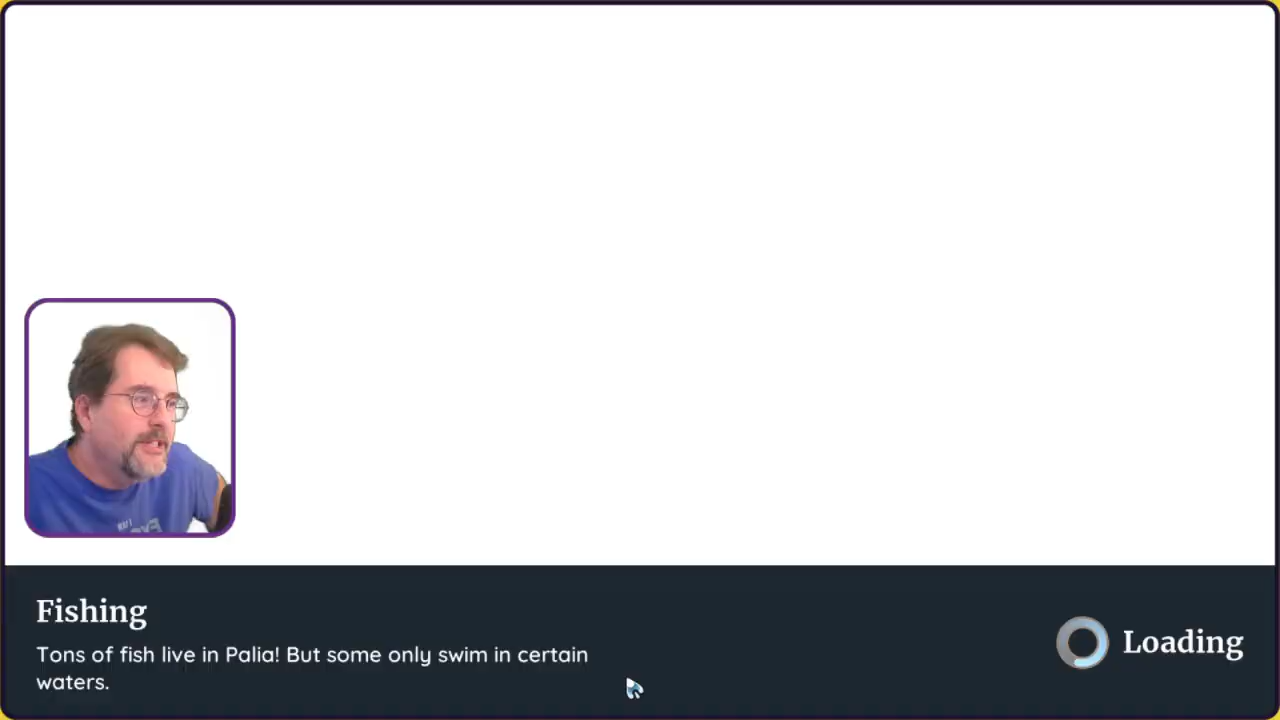 Fishing
Tons of fish live in Palia! But some only swim in certain
waters.
Loading